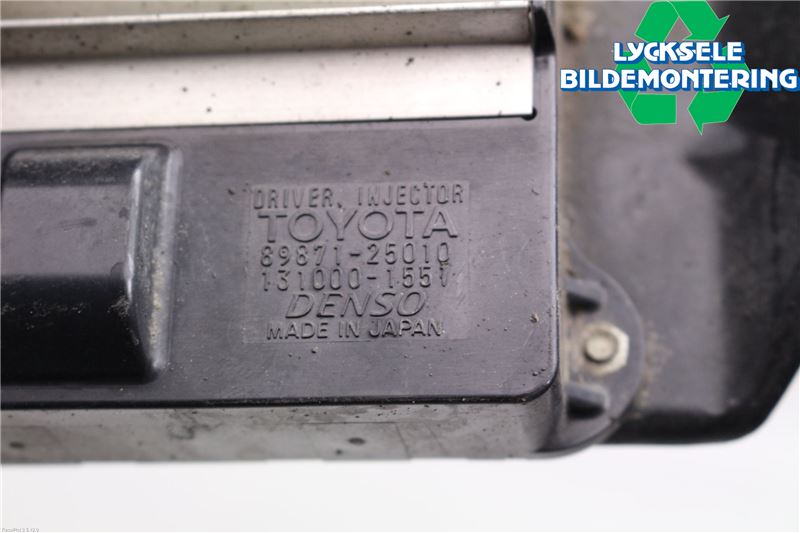 LYCKSELE
BILDEMONTERING
DRIVER, INJECTOR
TOYOTA
89871-25010
131000-1551
DENSO
MADE IN JAPAN